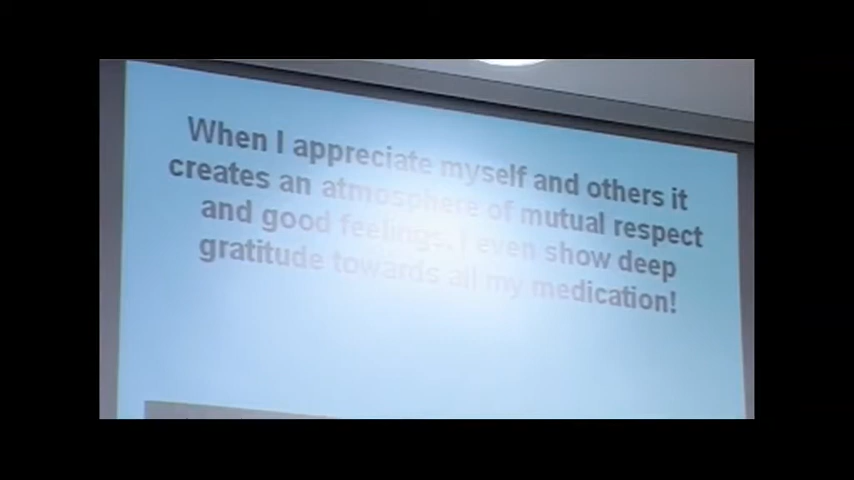 When I appreciate myself and others it
creates an atmosphere of mutual respect
and good feelings. I even show deep
gratitude towards all my medication!